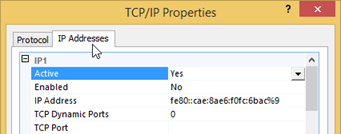 TCP/IP Properties
Protocol IP Addresses
IP1
Active Yes
Enabled No
IP Address fe80::cae:8ae6:f0fc:6bac%9
TCP Dynamic Ports 0
TCP Port